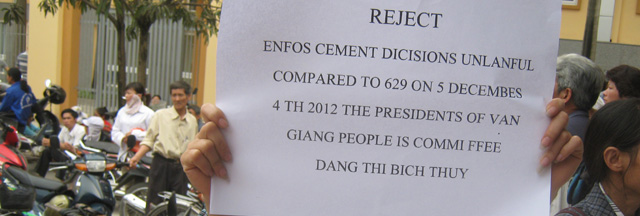 REJECT
ENFOS CEMENT DICISIONS UNLANFUL
COMPARED TO 629 ON 5 DECEMBES
4 TH 2012 THE PRESIDENTS OF VAN
GIANG PEOPLE IS COMMI FFEE
DANG THI BICH THUY